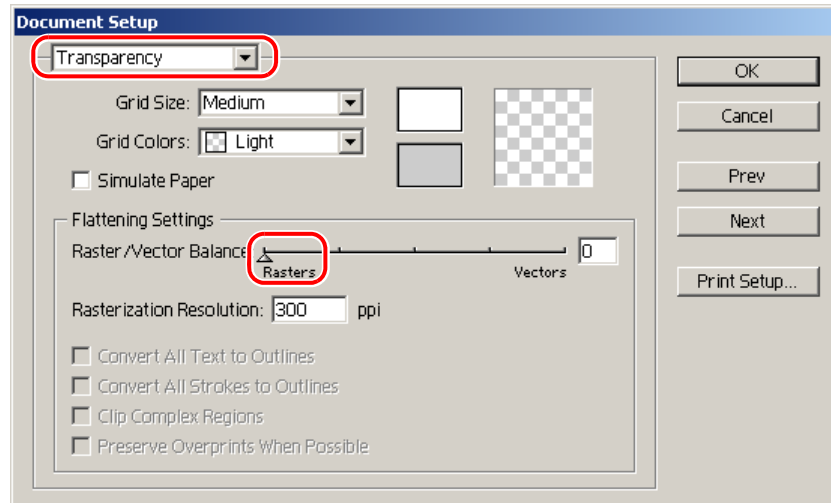 Document Setup
Transparency
OK
Grid Size: Medium
Cancel
Grid Colors: Light
Simulate Paper
Prev
Flattening Settings
Next
Raster/Vector Balance 0
Rasters Vectors
Print Setup...
Rasterization Resolution: 300 ppi
Convert All Text to Outlines
Convert All Strokes to Outlines
Clip Complex Regions
Preserve Overprints When Possible